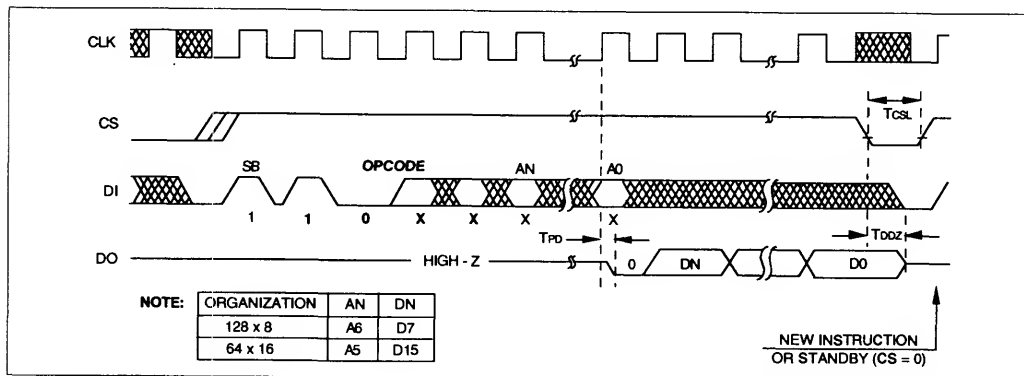 CLK
CS
TCSL
SB OPCODE AN A0
DI
1 1 0 X X X X
TPD TDDZ
DO HIGH - Z 0 DN D0
NOTE: ORGANIZATION AN DN
128 x 8 A6 D7
64 x 16 A5 D15
NEW INSTRUCTION
OR STANDBY (CS = 0)